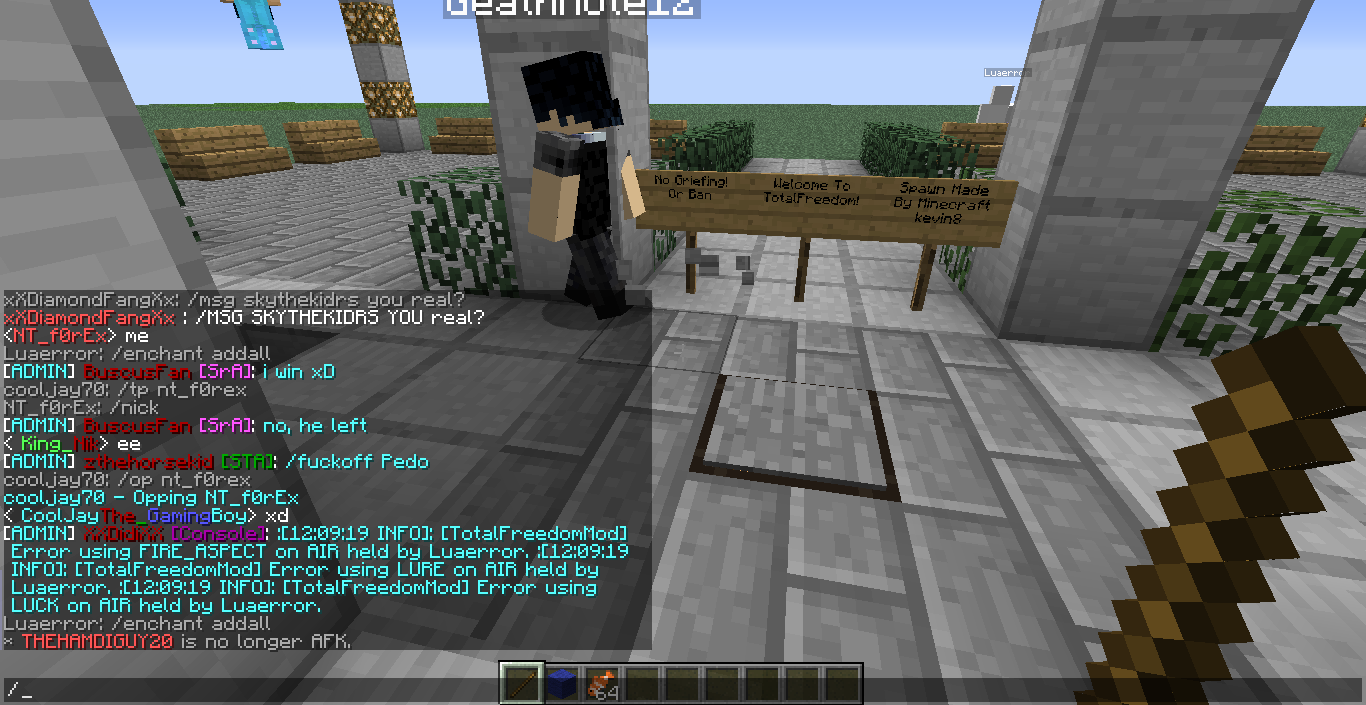 Luaerror
No Griefing!
Or Ban
Welcome To
TotalFreedom!
Spawn Made
By Minecraft
kevin8
xXDiamondFangXx: /msg skythekidrs you real?
xXDiamondFangXx : /MSG SKYTHEKIDRS YOU real?
<NT_f0rEx> me
Luaerror: /enchant addall
[ADMIN] BuscusFan [SrA]: i win xD
cooljay70: /tp nt_f0rex
NT_f0rEx: /nick
[ADMIN] BuscusFan [SrA]: no, he left
< King_Nik> ee
[ADMIN] zthehorsekid [STA]: /fuckoff Pedo
cooljay70: /op nt_f0rex
cooljay70 - Opping NT_f0rEx
< CoolJayThe_GamingBoy> xd
[ADMIN] XXDidiXX [Console]: :[12:09:19 INFO]: [TotalFreedomMod]
Error using FIRE_ASPECT on AIR held by Luaerror. :[12:09:19
INFO]: [TotalFreedomMod] Error using LURE on AIR held by
Luaerror. :[12:09:19 INFO]: [TotalFreedomMod] Error using
LUCK on AIR held by Luaerror.
Luaerror: /enchant addall
* THEHAMDIGUY20 is no longer AFK.
/_
64